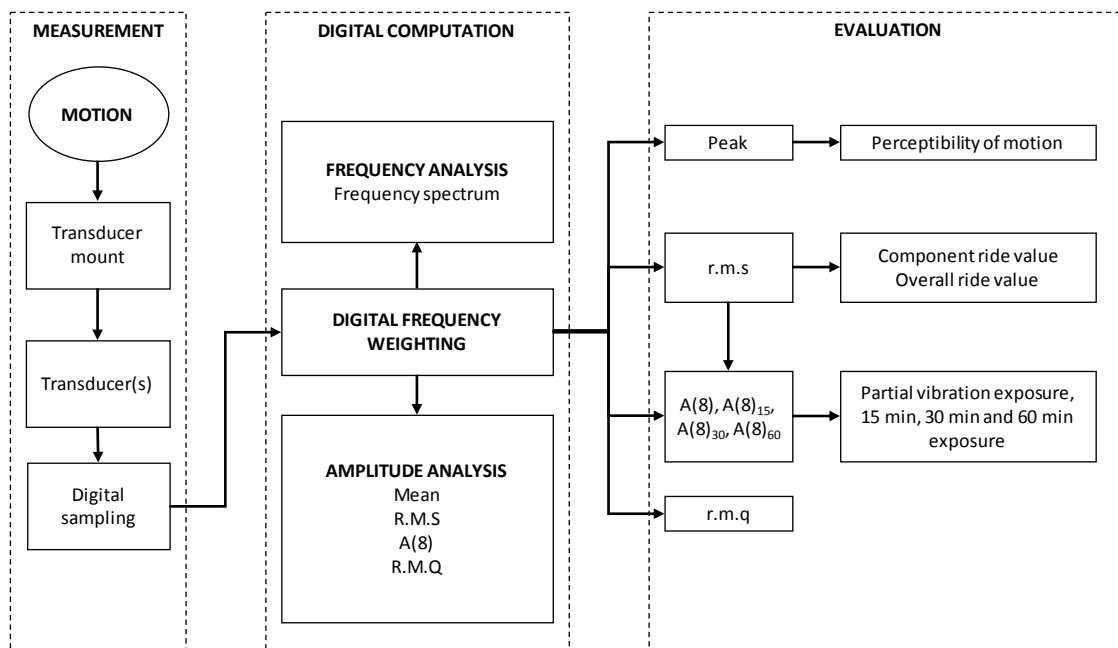 MEASUREMENT
MOTION
Transducer
mount
Transducer(s)
Digital
sampling
DIGITAL COMPUTATION
FREQUENCY ANALYSIS
Frequency spectrum
DIGITAL FREQUENCY
WEIGHTING
AMPLITUDE ANALYSIS
Mean
R.M.S
A(8)
R.M.Q
EVALUATION
Peak
Perceptibility of motion
r.m.s
Component ride value
Overall ride value
A(8), A(8)₁₅,
A(8)₃₀, A(8)₆₀
Partial vibration exposure,
15 min, 30 min and 60 min
exposure
r.m.q